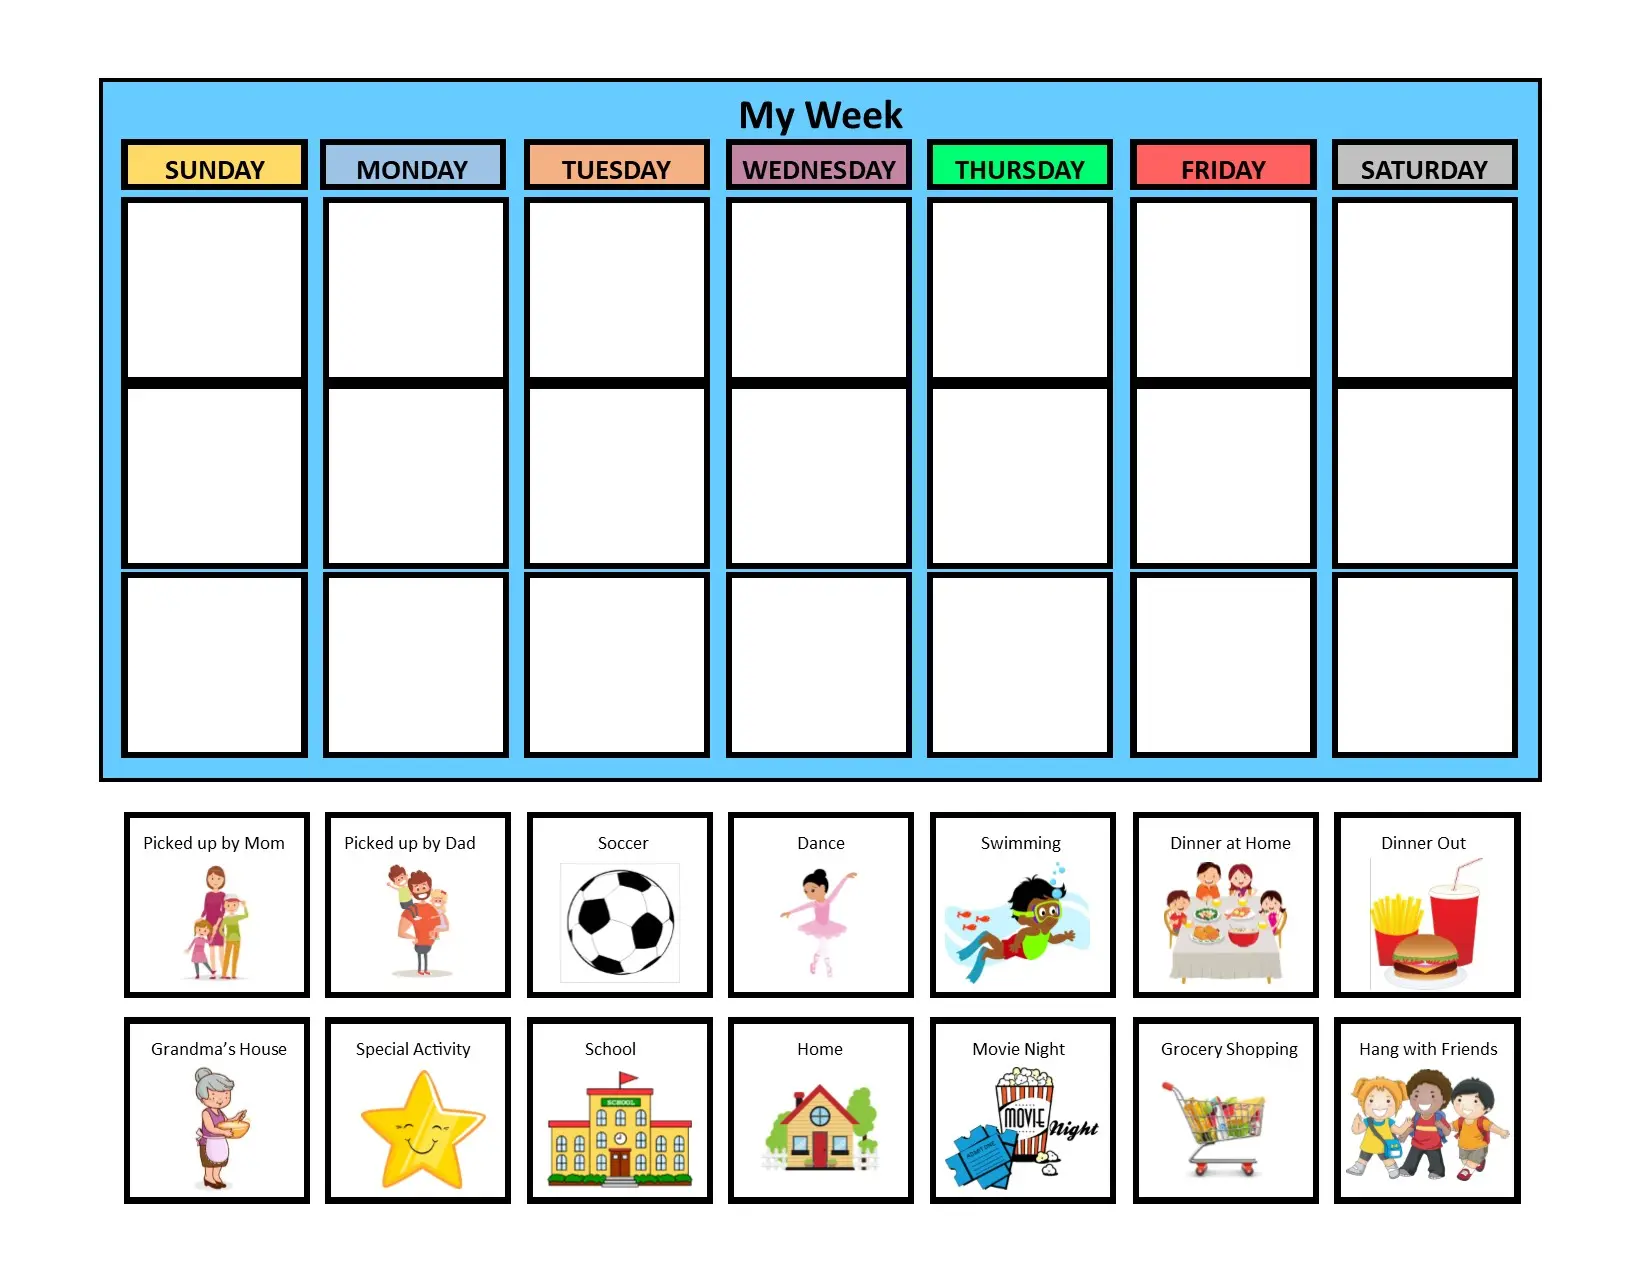 My Week
SUNDAY MONDAY TUESDAY WEDNESDAY THURSDAY FRIDAY SATURDAY
Picked up by Mom
Picked up by Dad
Soccer
Dance
Swimming
Dinner at Home
Dinner Out
Grandma's House
Special Activity
School
SCHOOL
Home
Movie Night
MOVIE Night
ADMIT ONE
Grocery Shopping
Hang with Friends